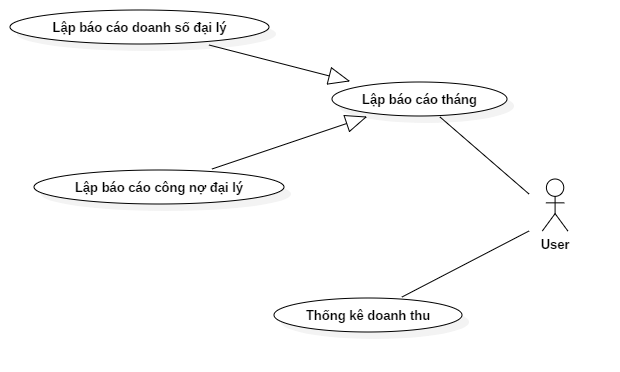 Lập báo cáo doanh số đại lý
Lập báo cáo tháng
Lập báo cáo công nợ đại lý
User
Thống kê doanh thu